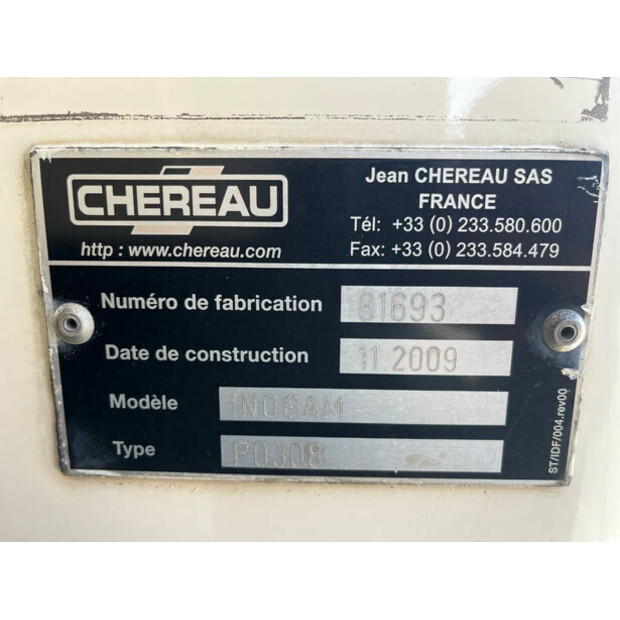 CHEREAU
http : www.chereau.com
Jean CHEREAU SAS
FRANCE
Tél: +33 (0) 233.580.600
Fax: +33 (0) 233.584.479
Numéro de fabrication 81693
Date de construction 11 2009
Modèle INOGAM
Type P0308
ST/IDF/004.rev00